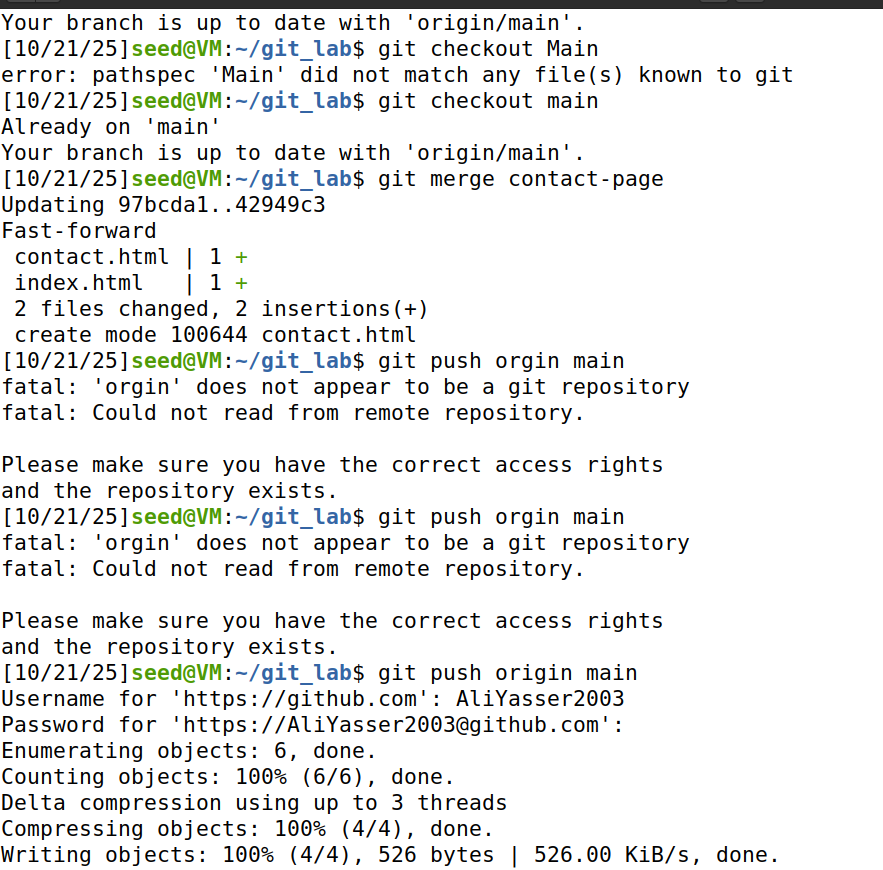 Your branch is up to date with 'origin/main'.
[10/21/25]seed@VM:~/git_lab$ git checkout Main
error: pathspec 'Main' did not match any file(s) known to git
[10/21/25]seed@VM:~/git_lab$ git checkout main
Already on 'main'
Your branch is up to date with 'origin/main'.
[10/21/25]seed@VM:~/git_lab$ git merge contact-page
Updating 97bcda1..42949c3
Fast-forward
 contact.html | 1 +
 index.html   | 1 +
 2 files changed, 2 insertions(+)
 create mode 100644 contact.html
[10/21/25]seed@VM:~/git_lab$ git push orgin main
fatal: 'orgin' does not appear to be a git repository
fatal: Could not read from remote repository.

Please make sure you have the correct access rights
and the repository exists.
[10/21/25]seed@VM:~/git_lab$ git push orgin main
fatal: 'orgin' does not appear to be a git repository
fatal: Could not read from remote repository.

Please make sure you have the correct access rights
and the repository exists.
[10/21/25]seed@VM:~/git_lab$ git push origin main
Username for 'https://github.com': AliYasser2003
Password for 'https://AliYasser2003@github.com':
Enumerating objects: 6, done.
Counting objects: 100% (6/6), done.
Delta compression using up to 3 threads
Compressing objects: 100% (4/4), done.
Writing objects: 100% (4/4), 526 bytes | 526.00 KiB/s, done.